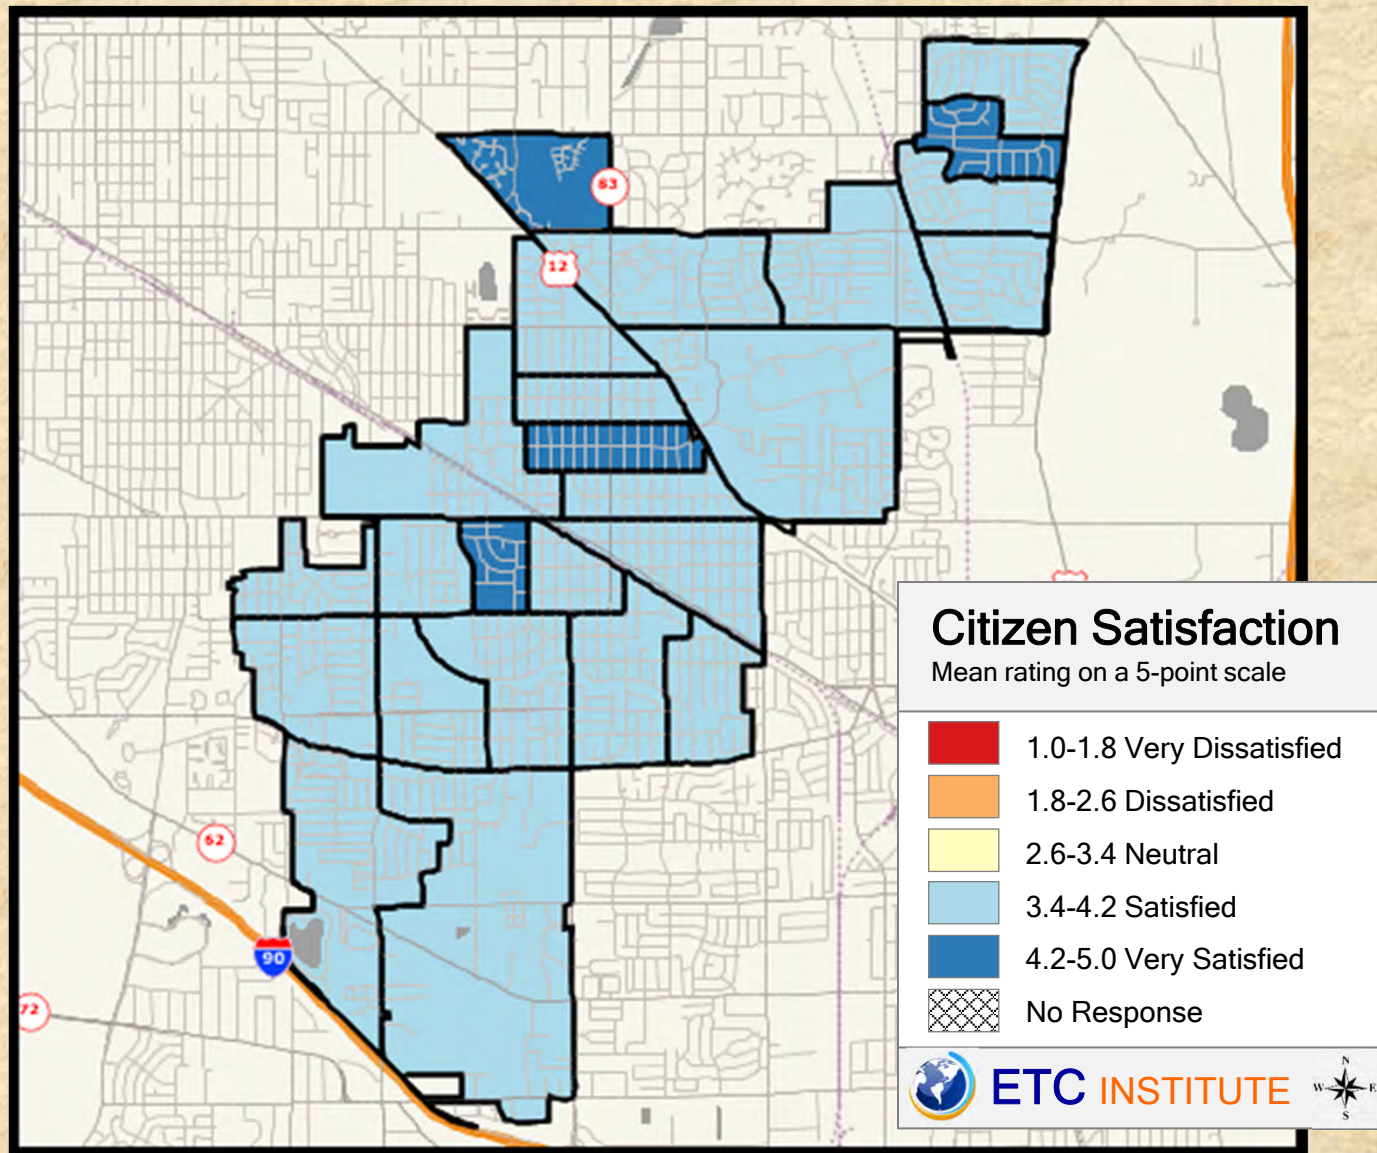 83
12
Citizen Satisfaction
Mean rating on a 5-point scale
1.0-1.8 Very Dissatisfied
1.8-2.6 Dissatisfied
2.6-3.4 Neutral
62
3.4-4.2 Satisfied
90
4.2-5.0 Very Satisfied
72
No Response
ETC INSTITUTE
N
W E
S